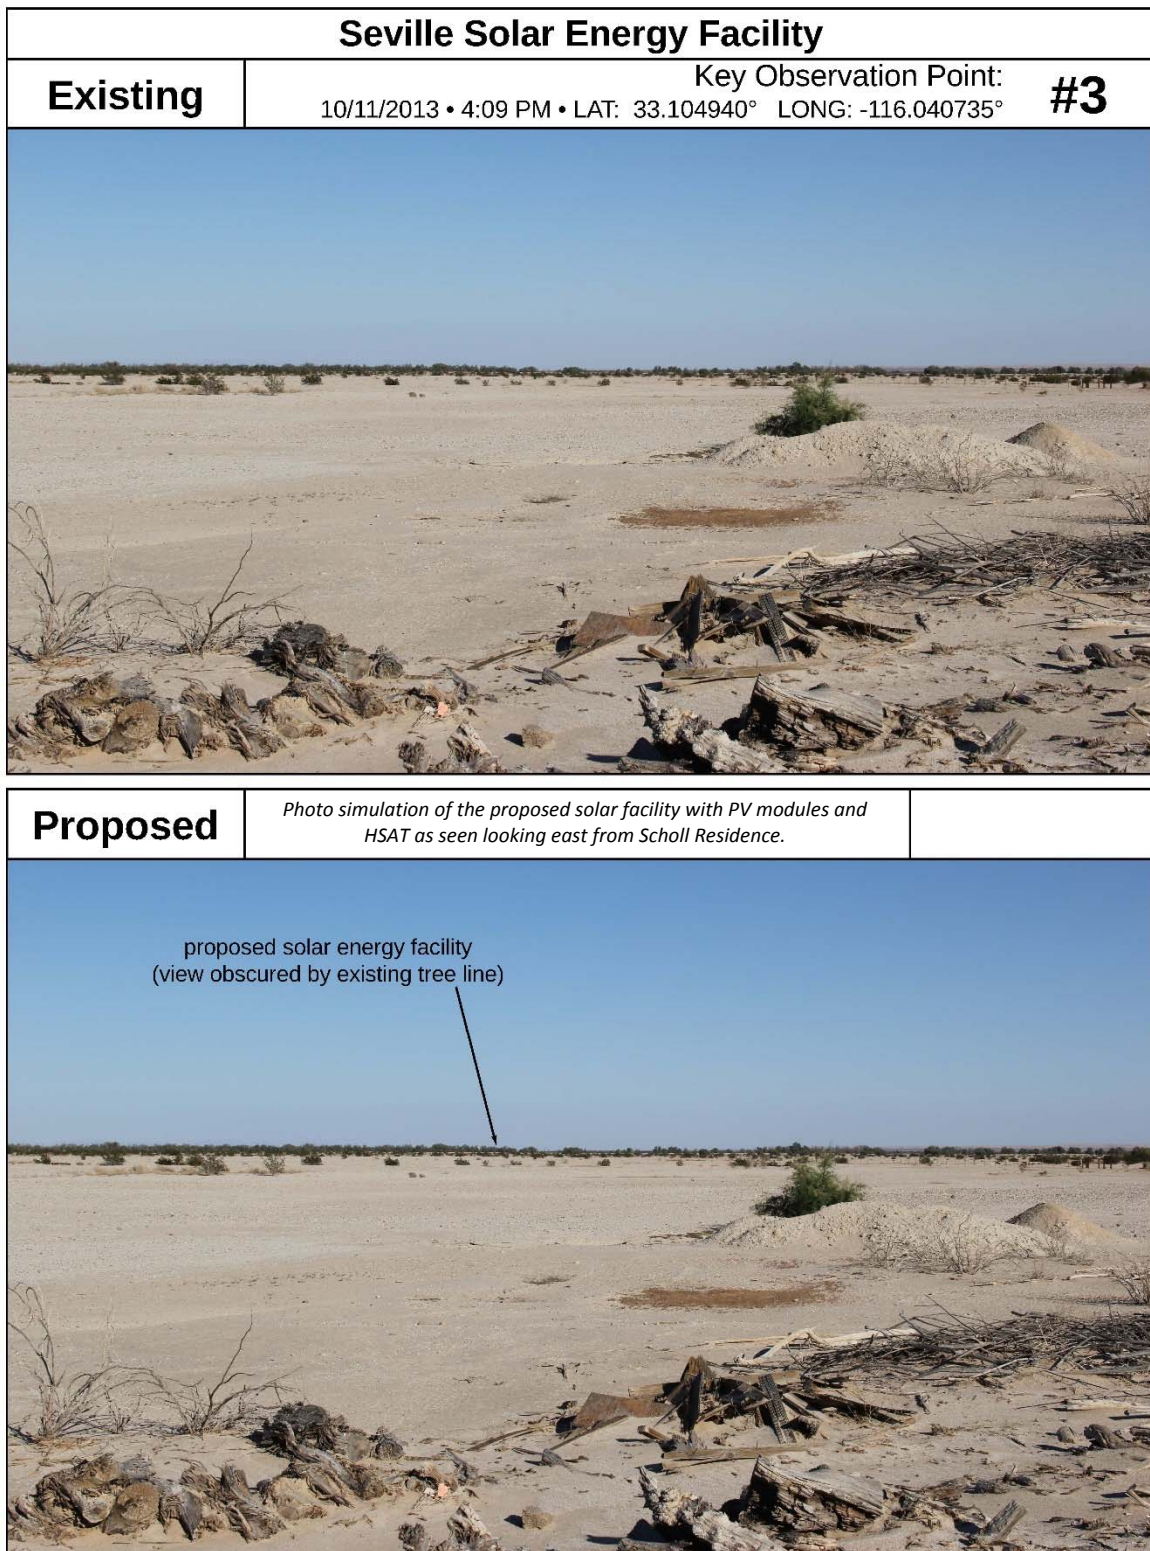 Seville Solar Energy Facility
Existing
Key Observation Point:
10/11/2013 • 4:09 PM • LAT: 33.104940° LONG: -116.040735°
#3
Proposed
Photo simulation of the proposed solar facility with PV modules and
HSAT as seen looking east from Scholl Residence.
proposed solar energy facility
(view obscured by existing tree line)